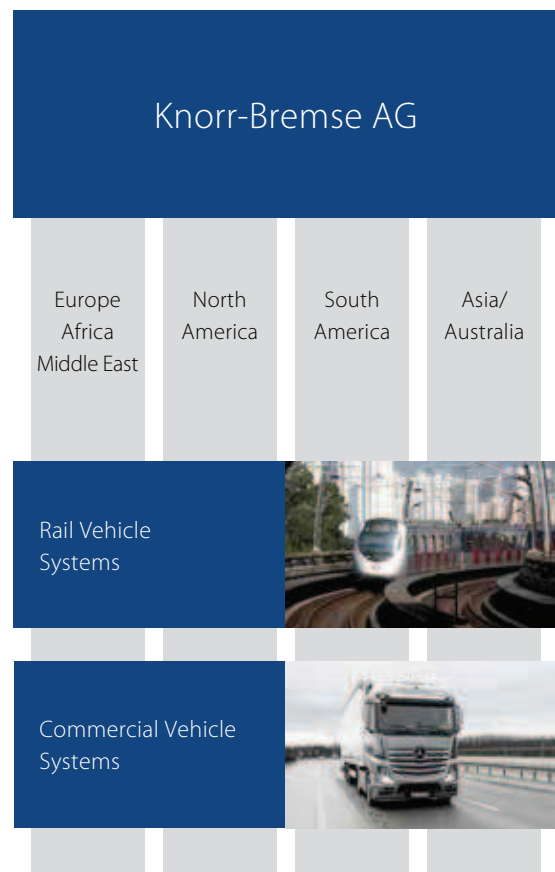 Knorr-Bremse AG
Europe
Africa
Middle East
North
America
South
America
Asia/
Australia
Rail Vehicle
Systems
Commercial Vehicle
Systems